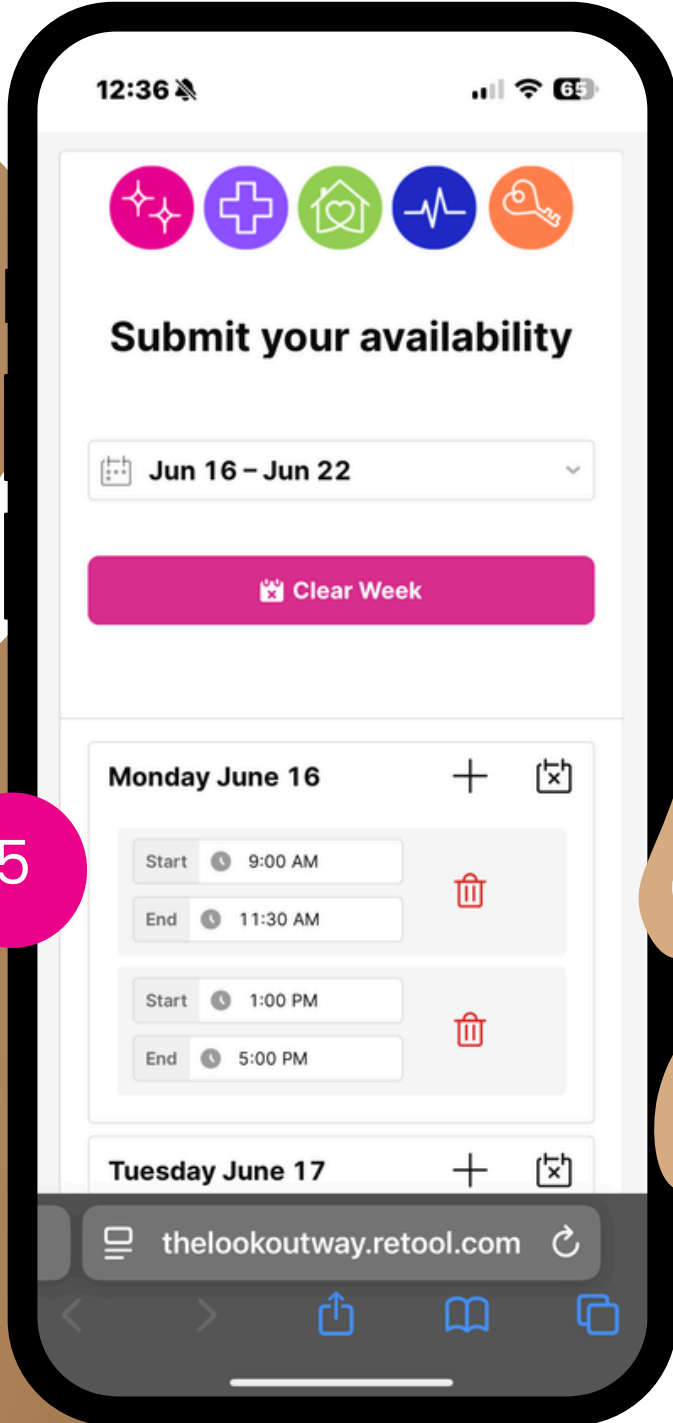 12:36
65
Submit your availability
Jun 16 – Jun 22
Clear Week
Monday June 16
Start 9:00 AM
End 11:30 AM
5
Start 1:00 PM
End 5:00 PM
Tuesday June 17
thelookoutway.retool.com